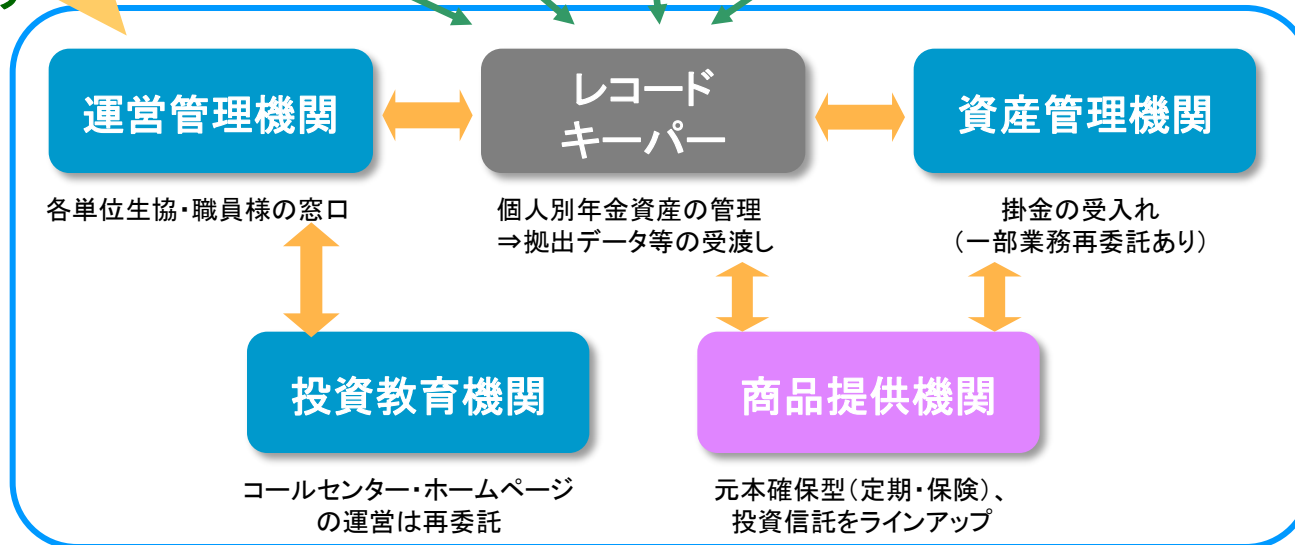 運営管理機関
レコード
キーパー
資産管理機関
各単位生協・職員様の窓口
個人別年金資産の管理
⇒拠出データ等の受渡し
掛金の受入れ
(一部業務再委託あり)
投資教育機関
商品提供機関
コールセンター・ホームページ
の運営は再委託
元本確保型(定期・保険)、
投資信託をラインアップ